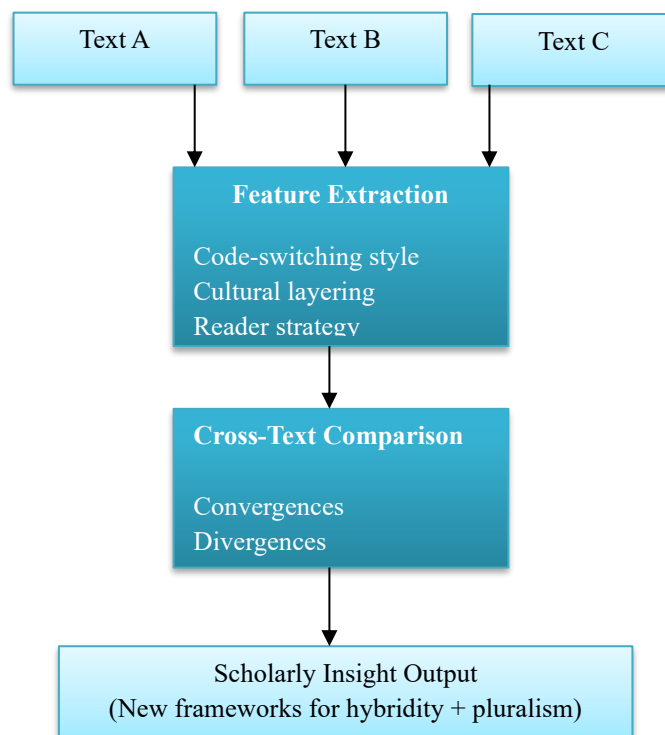 Text A
Text B
Text C
Feature Extraction
Code-switching style
Cultural layering
Reader strategy
Cross-Text Comparison
Convergences
Divergences
Scholarly Insight Output
(New frameworks for hybridity + pluralism)